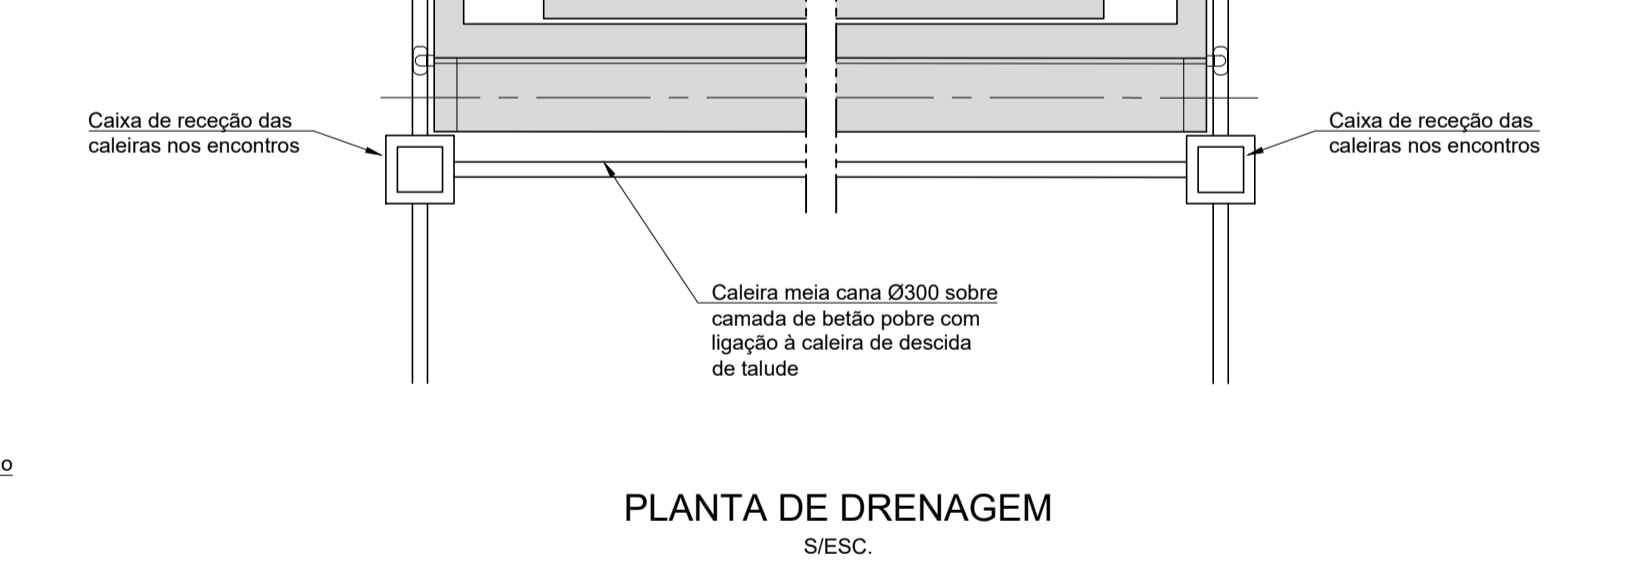 Caixa de receção das
caleiras nos encontros
Caixa de receção das
caleiras nos encontros
Caleira meia cana Ø300 sobre
camada de betão pobre com
ligação à caleira de descida
de talude
o
PLANTA DE DRENAGEM
S/ESC.